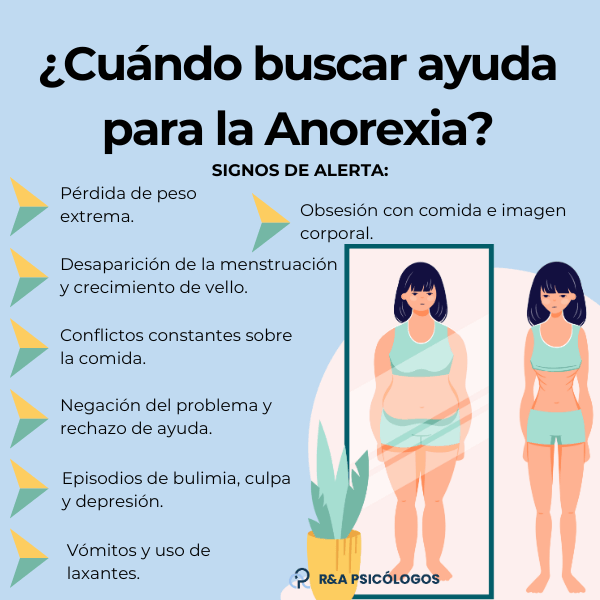 ¿Cuándo buscar ayuda
para la Anorexia?
SIGNOS DE ALERTA:
Pérdida de peso
extrema.
Obsesión con comida e imagen
corporal.
Desaparición de la menstruación
y crecimiento de vello.
Conflictos constantes sobre
la comida.
Negación del problema y
rechazo de ayuda.
Episodios de bulimia, culpa
y depresión.
Vómitos y uso de
laxantes.
R&A PSICÓLOGOS